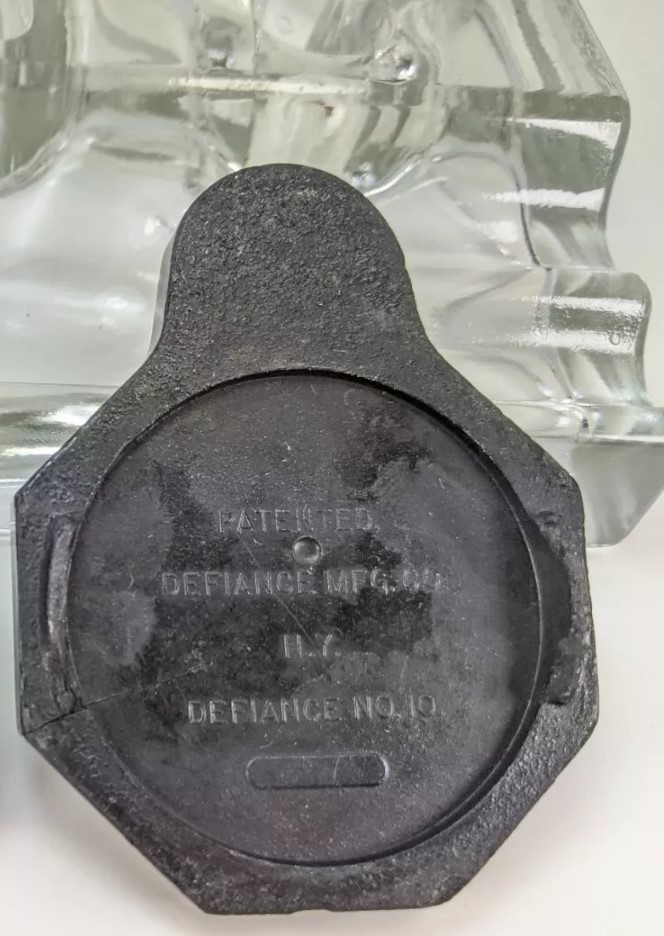 PATENTED.
DEFIANCE MFG. CO.
N.Y.
DEFIANCE NO. 10